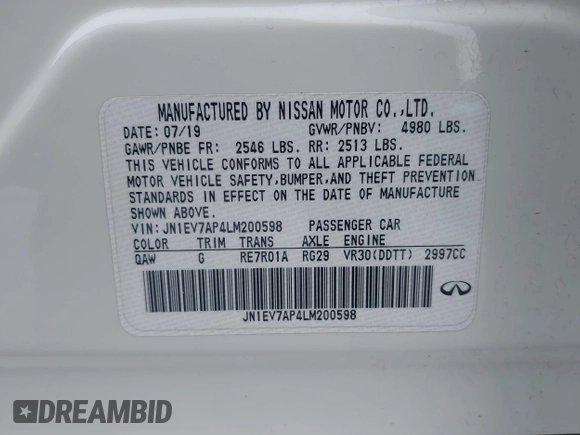 MANUFACTURED BY NISSAN MOTOR CO.,LTD.
DATE: 07/19 GVWR/PNBV: 4980 LBS.
GAWR/PNBE FR: 2546 LBS. RR: 2513 LBS.
THIS VEHICLE CONFORMS TO ALL APPLICABLE FEDERAL
MOTOR VEHICLE SAFETY,BUMPER,AND THEFT PREVENTION
STANDARDS IN EFFECT ON THE DATE OF MANUFACTURE
SHOWN ABOVE.
VIN: JN1EV7AP4LM200598 PASSENGER CAR
COLOR TRIM TRANS AXLE ENGINE
QAW G RE7R01A RG29 VR30(DDTT) 2997CC
JN1EV7AP4LM200598
DREAMBID